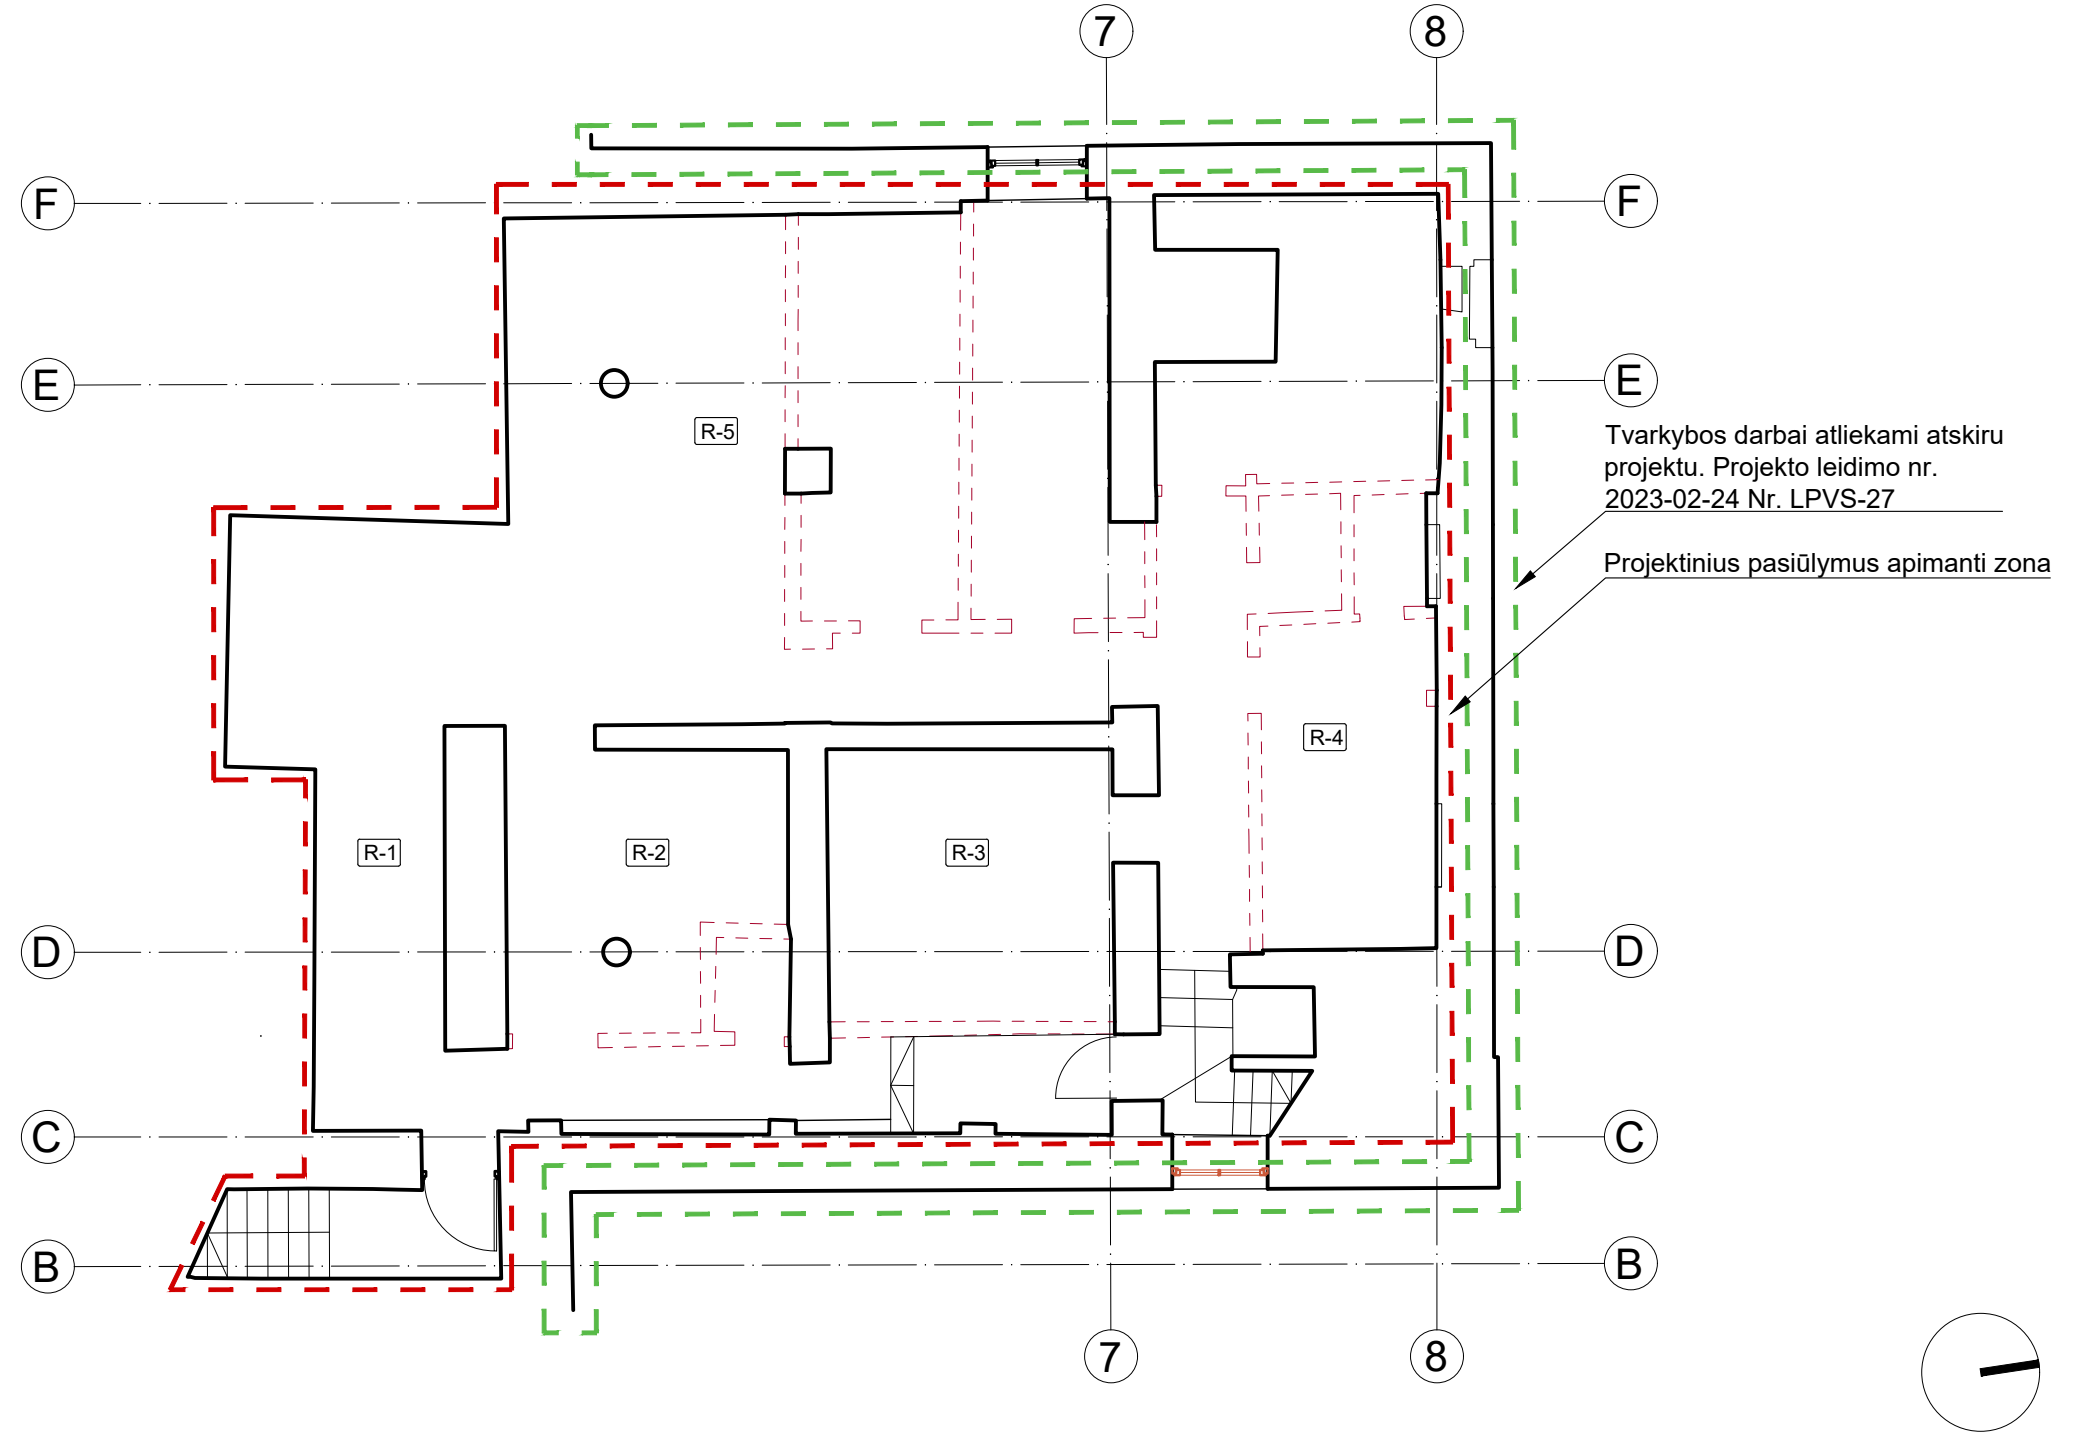 7
8
F
F
E
E
R-5
Tvarkybos darbai atliekami atskiru
projektu. Projekto leidimo nr.
2023-02-24 Nr. LPVS-27
Projektinius pasiūlymus apimanti zona
R-4
R-1
R-2
R-3
D
D
C
C
B
B
7
8